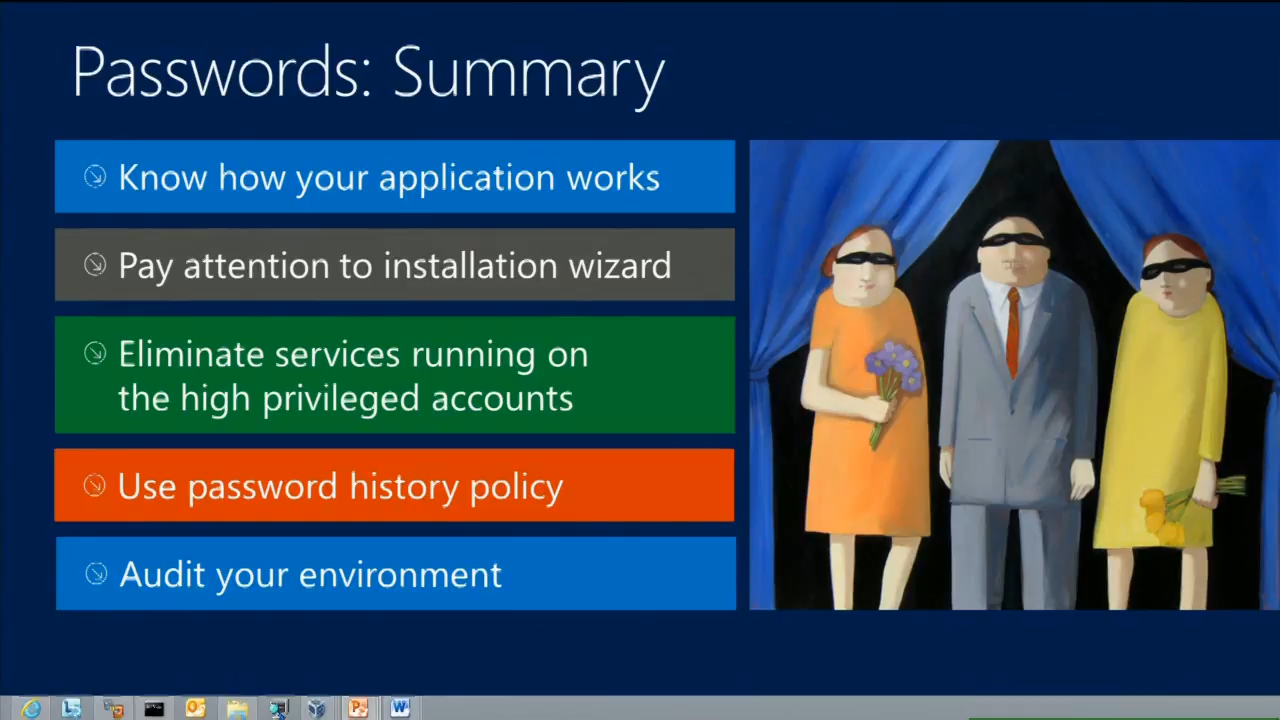 Passwords: Summary
Know how your application works
Pay attention to installation wizard
Eliminate services running on
the high privileged accounts
Use password history policy
Audit your environment